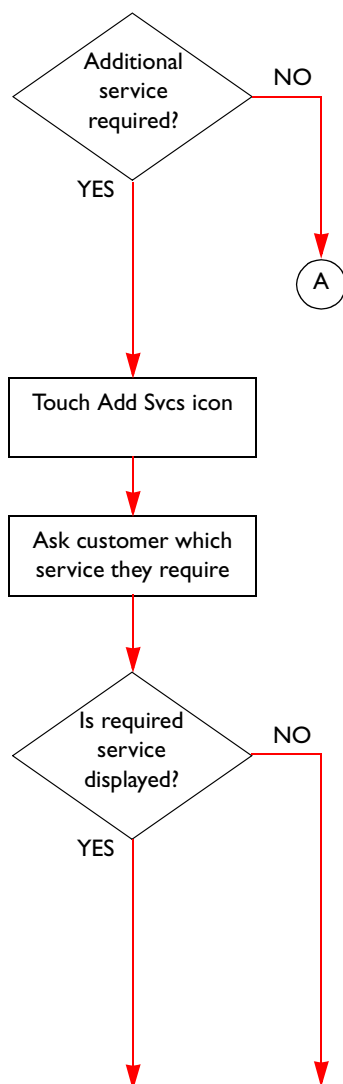 Additional
service
required?
NO
YES
A
Touch Add Svcs icon
Ask customer which
service they require
Is required
service
displayed?
NO
YES